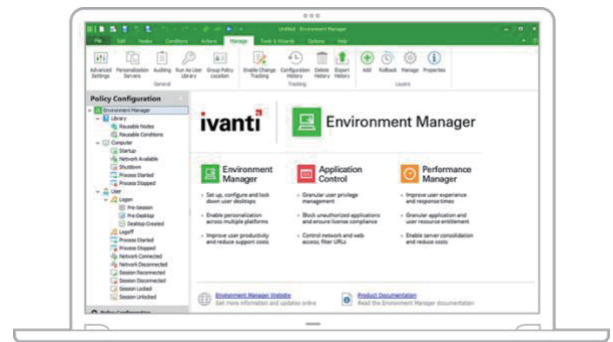 Untitled - Environment Manager
File Edit Nodes Conditions Actions Manage Tools & Wizards Options Help
Advanced Settings
Personalization Servers
Auditing
Run As User Library
Group Policy Location
Enable Change Tracking
Configuration History
Delete History
Export History
Add
Rollback
Manage
Properties
General
Tracking
Layers
Policy Configuration
Environment Manager
Library
Reusable Nodes
Reusable Conditions
Computer
Startup
Network Available
Shutdown
Process Started
Process Stopped
User
Logon
Pre-Session
Pre-Desktop
Desktop Created
Logoff
Process Started
Process Stopped
Network Connected
Network Disconnected
Session Reconnected
Session Disconnected
Session Locked
Session Unlocked
Policy Configuration
ivanti
Environment Manager
Environment
Manager
Set up, configure and lock
down user desktops
Enable personalization
across multiple platforms
Improve user productivity
and reduce support costs
Application
Control
Granular user privilege
management
Block unauthorized applications
and ensure license compliance
Control network and web
access, filter URLs
Performance
Manager
Improve user experience
and response times
Granular application and
user resource entitlement
Enable server consolidation
and reduce costs
Environment Manager Website
Get more information and updates online
Product Documentation
Read the Environment Manager documentation